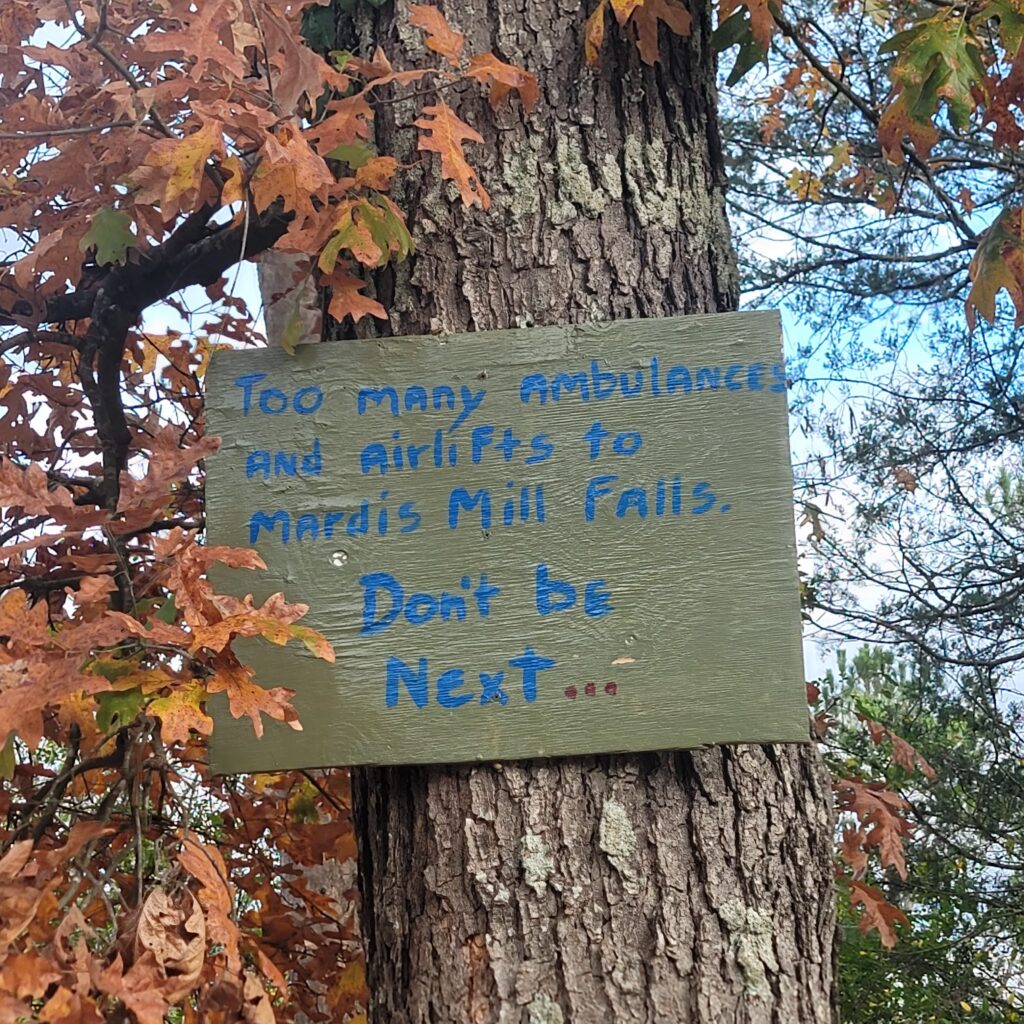 Too many ambulances
and airlifts to
Mardis Mill Falls.
Don't be
Next...